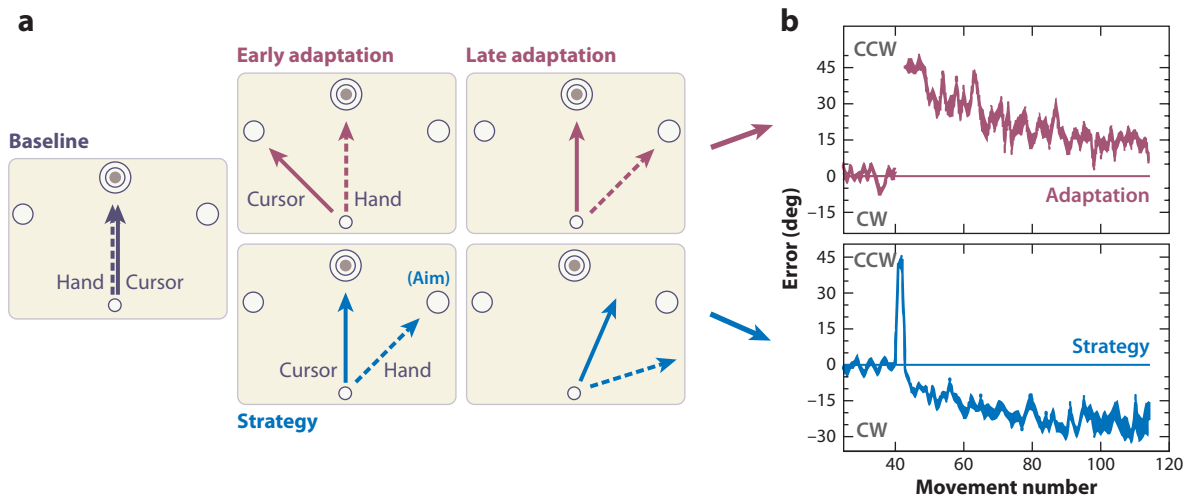 a
Early adaptation
Late adaptation
Baseline
Hand
Cursor
Cursor
Hand
(Aim)
Cursor
Hand
Strategy
b
Error (deg)
CCW
45
30
15
0
−15
CW
Adaptation
CCW
45
30
15
0
−15
−30
CW
Strategy
40
60
80
100
120
Movement number